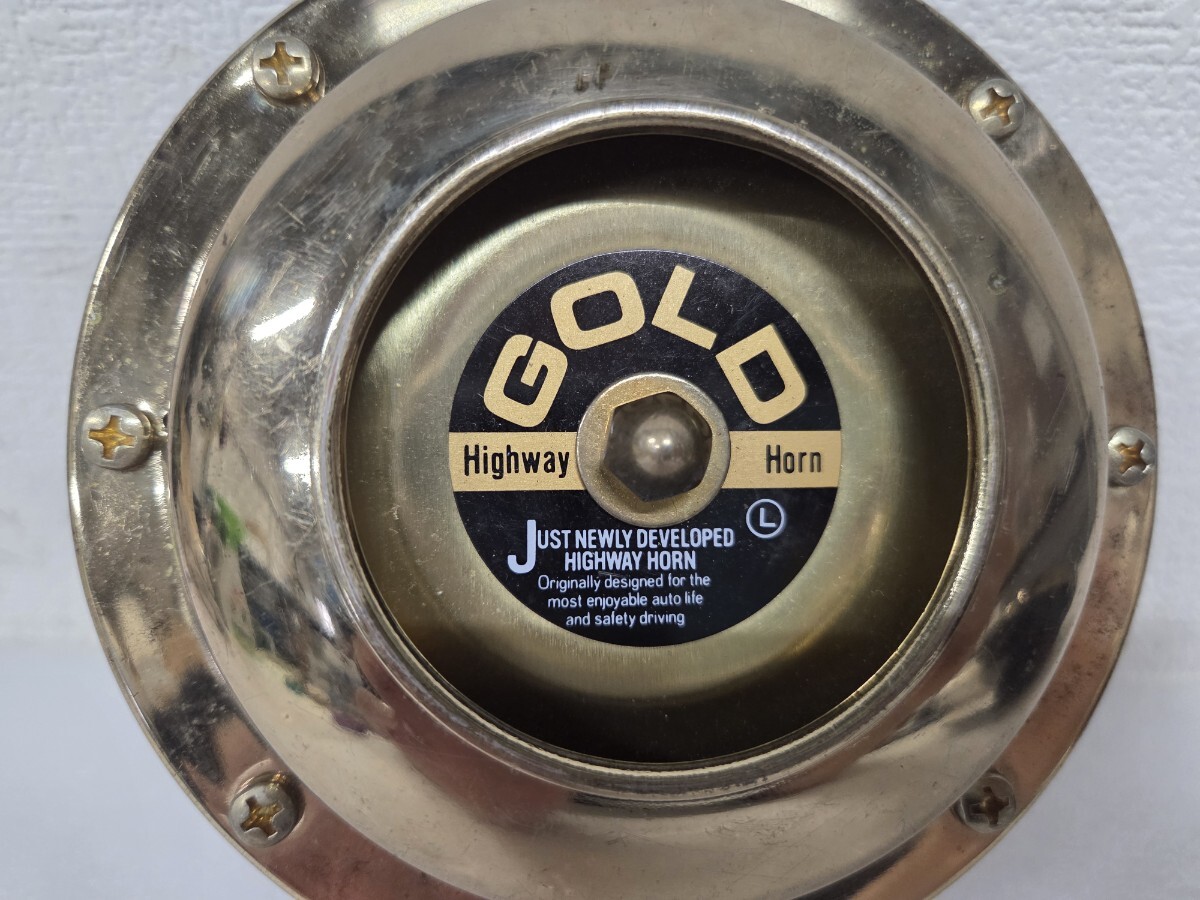 GOLD
Highway Horn
L
JUST NEWLY DEVELOPED
HIGHWAY HORN
Originally designed for the
most enjoyable auto life
and safety driving